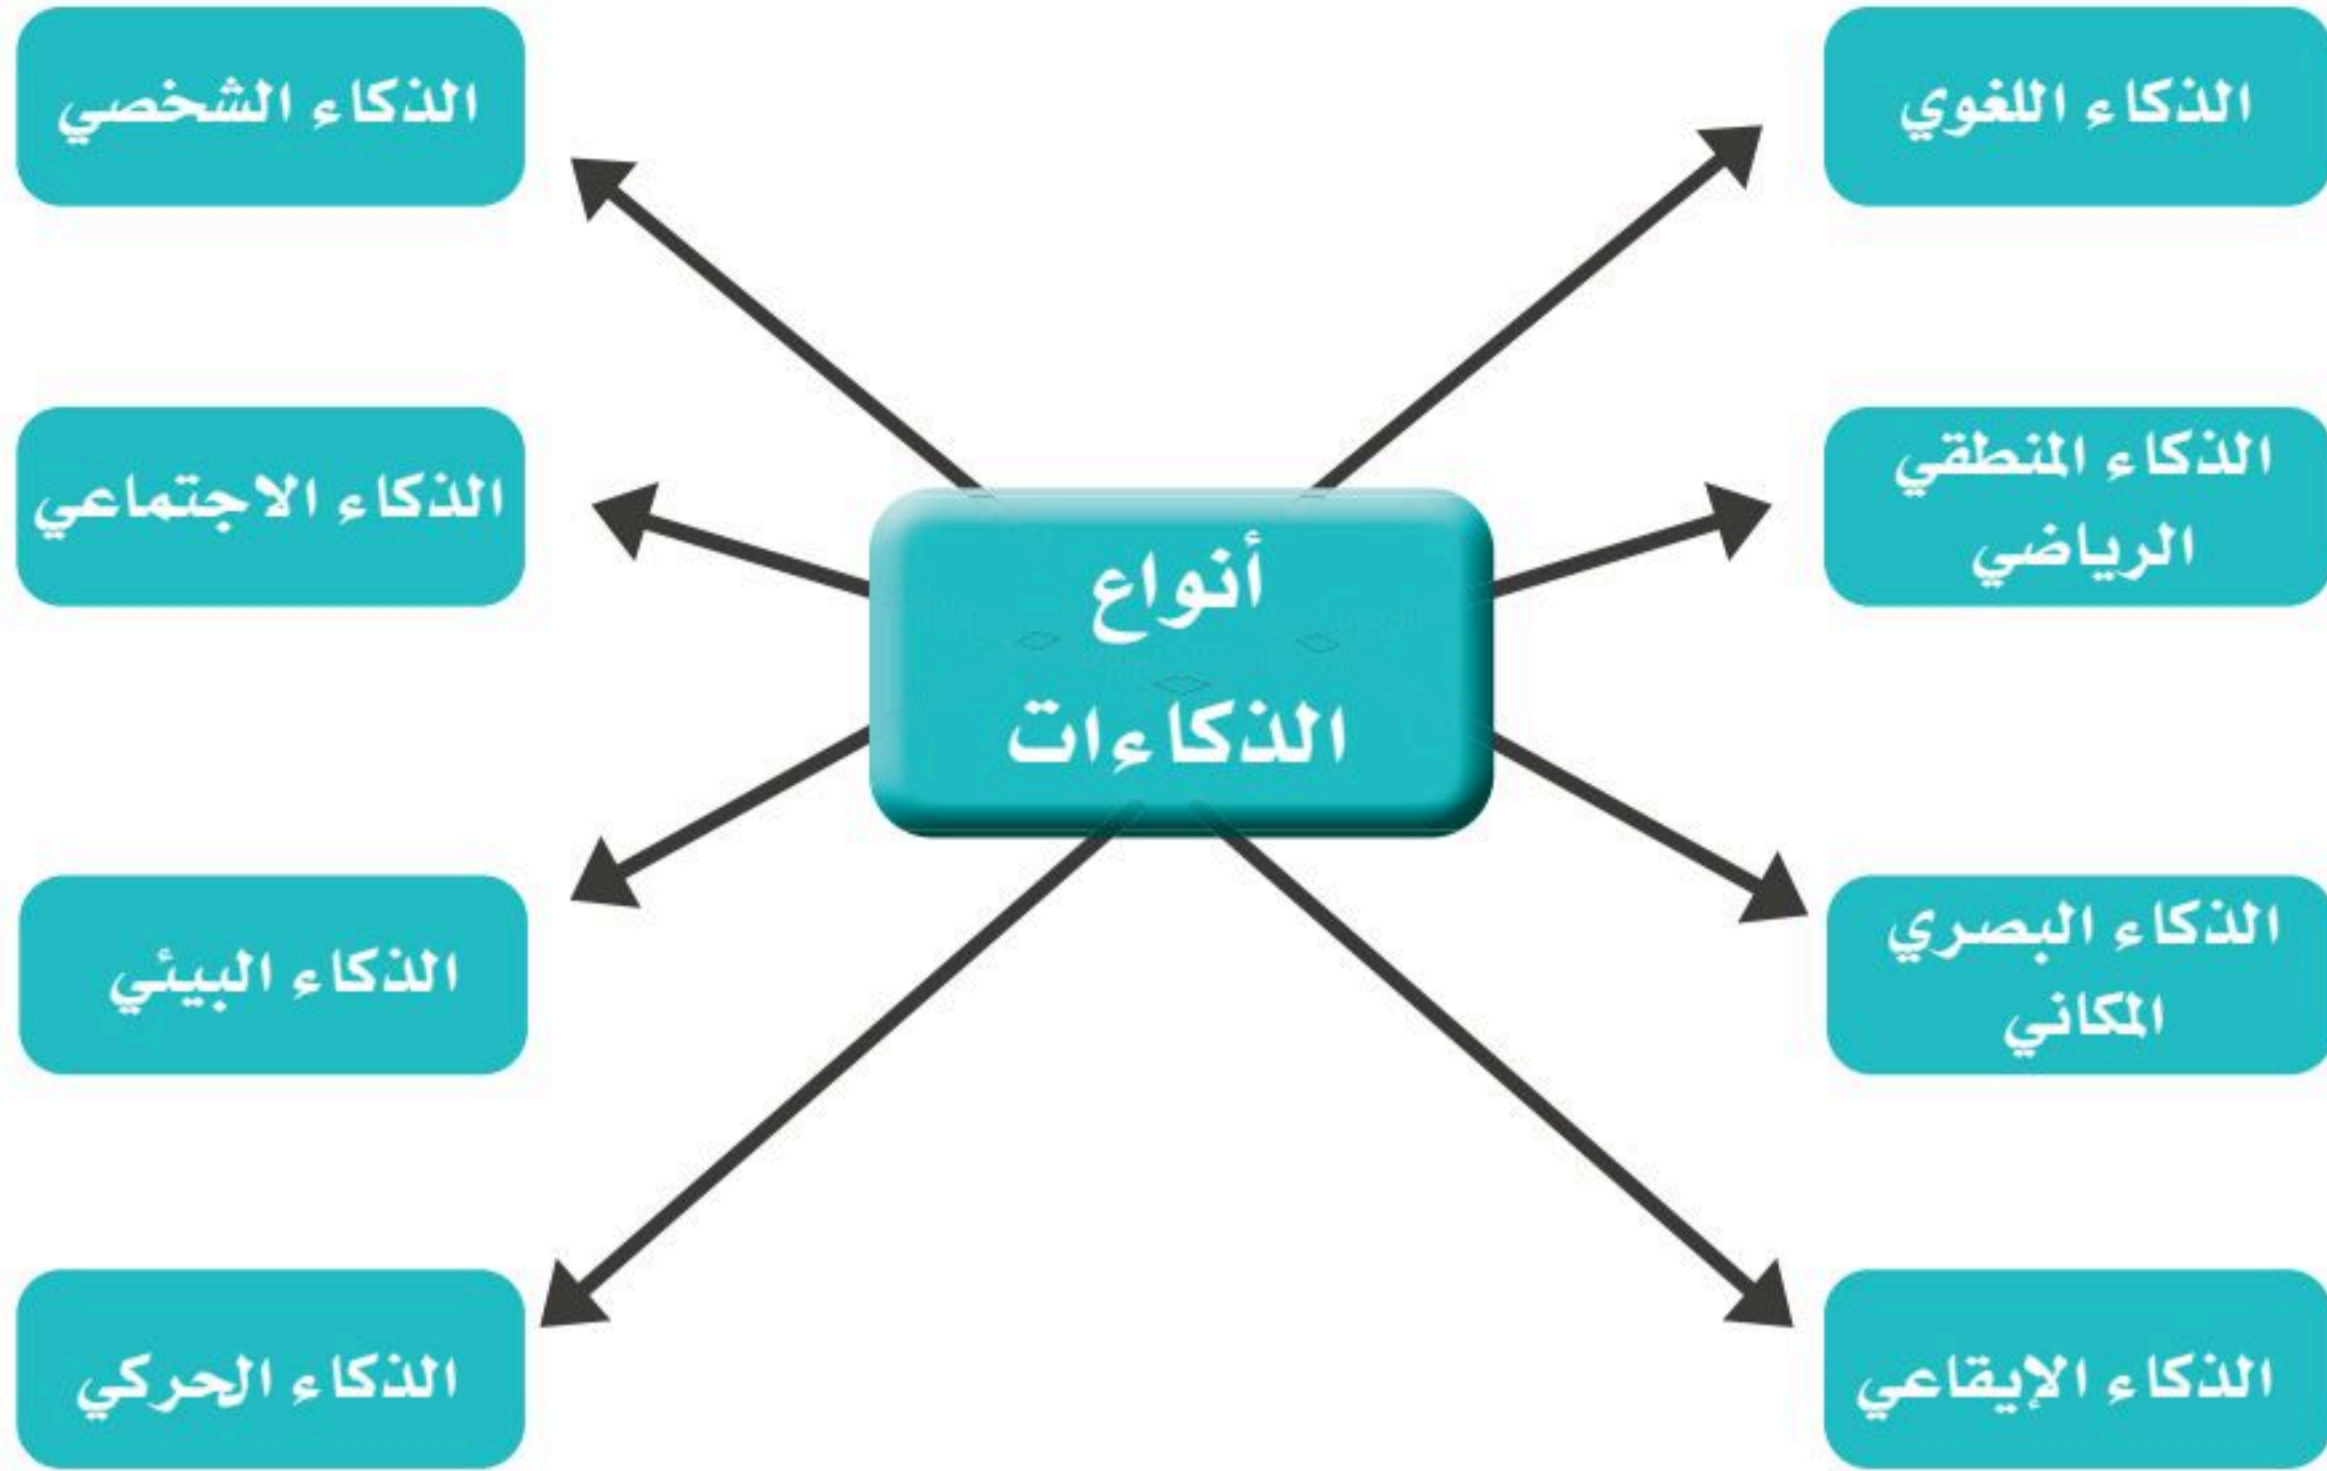 أنواع
الذكاءات
الذكاء اللغوي
الذكاء المنطقي
الرياضي
الذكاء البصري
المكاني
الذكاء الإيقاعي
الذكاء الشخصي
الذكاء الاجتماعي
الذكاء البيئي
الذكاء الحركي